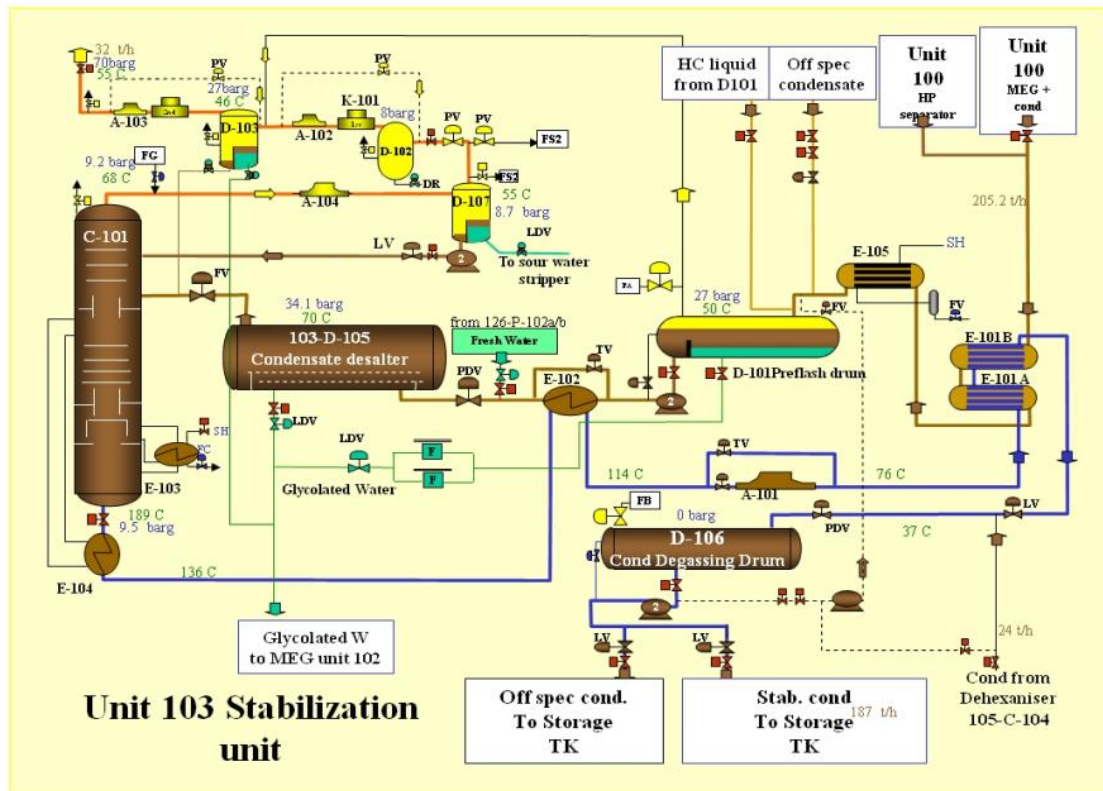 32 t/h
70barg
55 C
PV
27barg
46 C
A-103
2nd
D-103
PV
K-101
A-102
1st
8barg
D-102
DR
PV
PV
FS2
FS2
55 C
8.7 barg
D-107
LDV
To sour water
stripper
FG
9.2 barg
68 C
A-104
C-101
LV
2
FV
34.1 barg
70 C
103-D-105
Condensate desalter
from 126-P-102a/b
Fresh Water
PDV
TV
E-102
HC liquid
from D101
Off spec
condensate
Unit
100
HP
separator
Unit
100
MEG +
cond
205.2 t/h
FA
27 barg
50 C
D-101Preflash drum
2
E-105
SH
FV
FV
E-101B
E-101A
LDV
LDV
F
F
Glycolated Water
SH
FC
E-103
189 C
9.5 barg
E-104
136 C
114 C
TV
A-101
76 C
FB
0 barg
D-106
Cond Degassing Drum
PDV
37 C
LV
2
LV
LV
24 t/h
Cond from
Dehexaniser
105-C-104
Glycolated W
to MEG unit 102
Off spec cond.
To Storage
TK
Stab. cond
To Storage
187 t/h
TK
Unit 103 Stabilization
unit